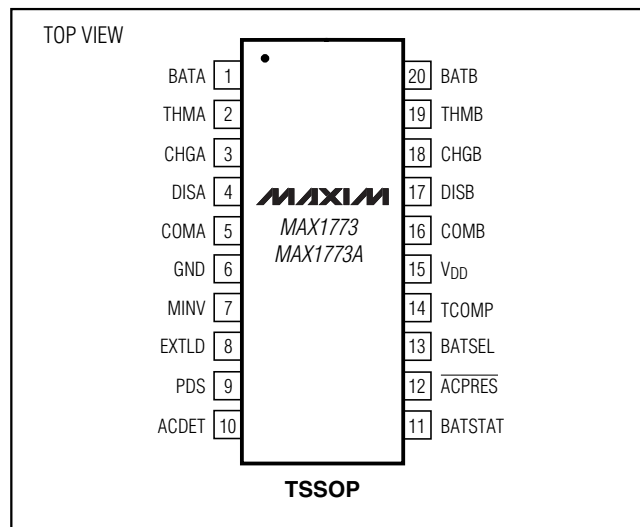 TOP VIEW
BATA 1 20 BATB
THMA 2 19 THMB
CHGA 3 18 CHGB
DISA 4 MAXIM 17 DISB
COMA 5 MAX1773 16 COMB
MAX1773A
GND 6 15 VDD
MINV 7 14 TCOMP
EXTLD 8 13 BATSEL
PDS 9 12 ACPRES
ACDET 10 11 BATSTAT
TSSOP